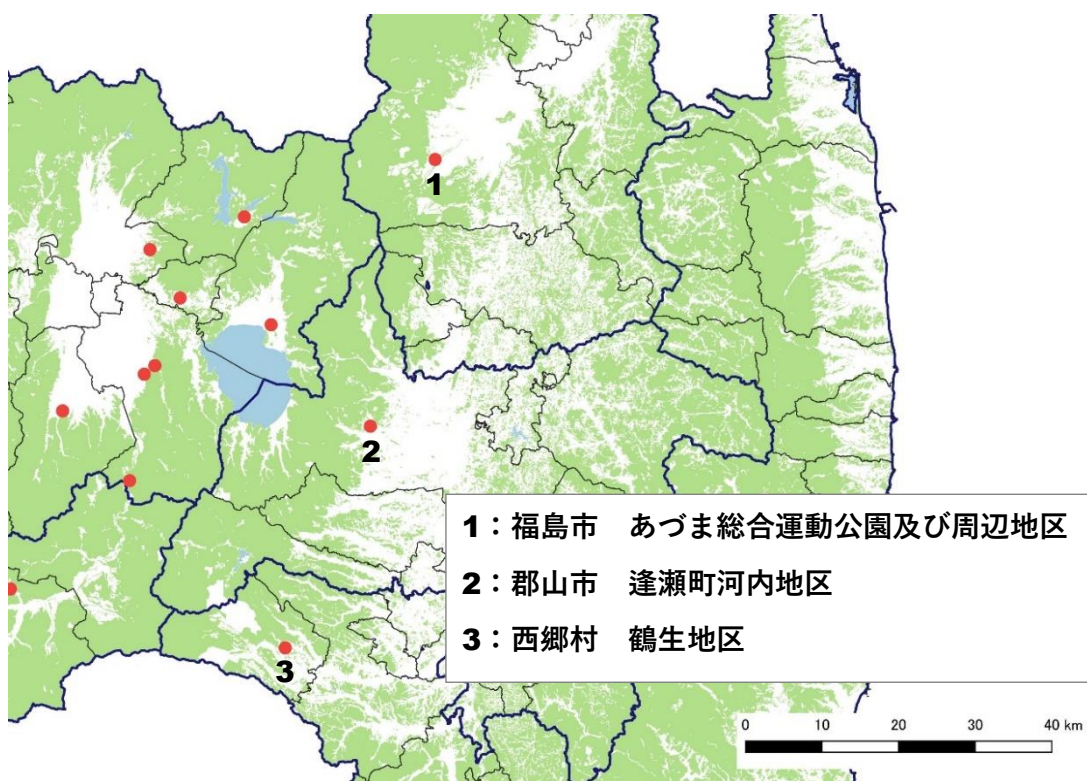 1
2
3
1：福島市　あづま総合運動公園及び周辺地区
2：郡山市　逢瀬町河内地区
3：西郷村　鶴生地区
0 10 20 30 40 km